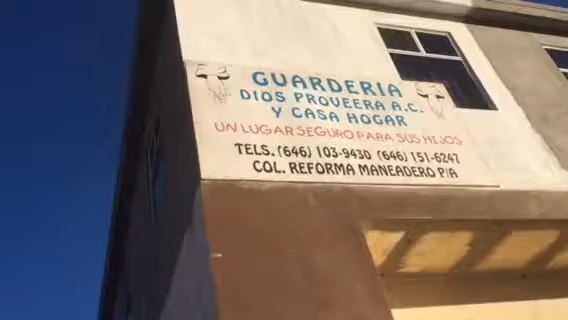 GUARDERIA
DIOS PROVEERA A.C.
Y CASA HOGAR
UN LUGAR SEGURO PARA SUS HIJOS
TELS. (646) 103-9430 (646) 151-6247
COL. REFORMA MANEADERO P/A